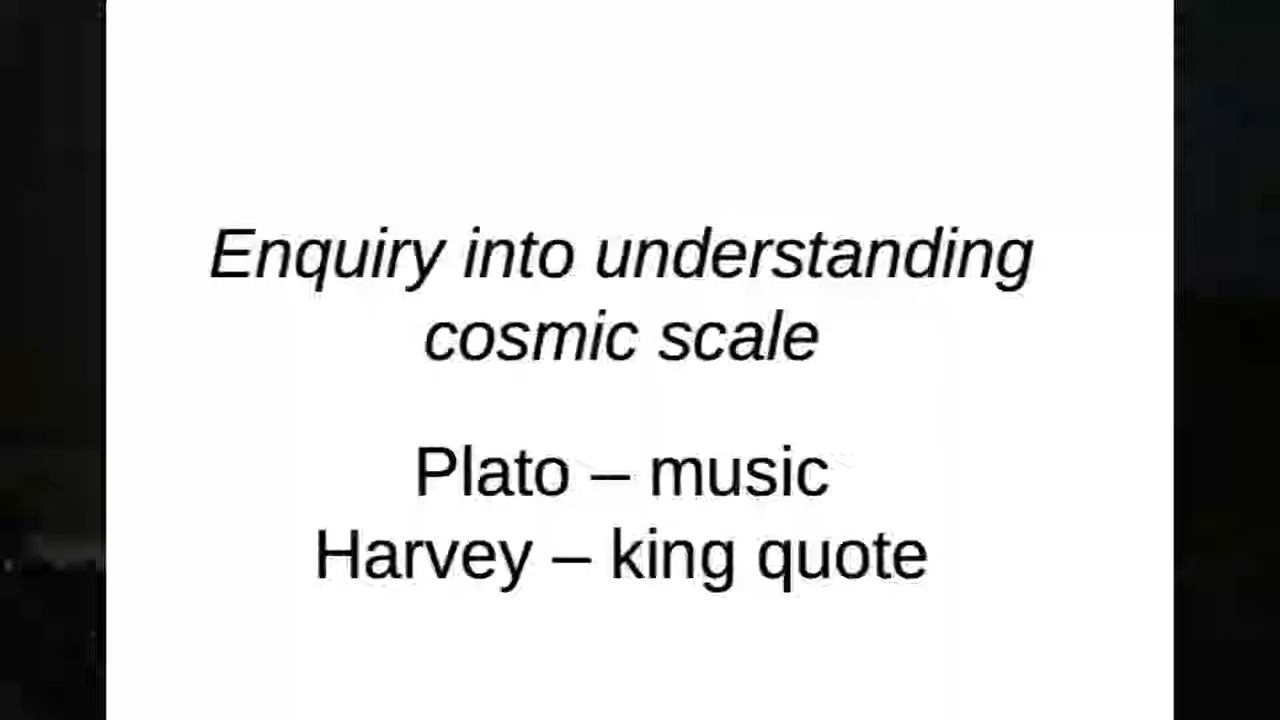 Enquiry into understanding
cosmic scale
Plato – music
Harvey – king quote